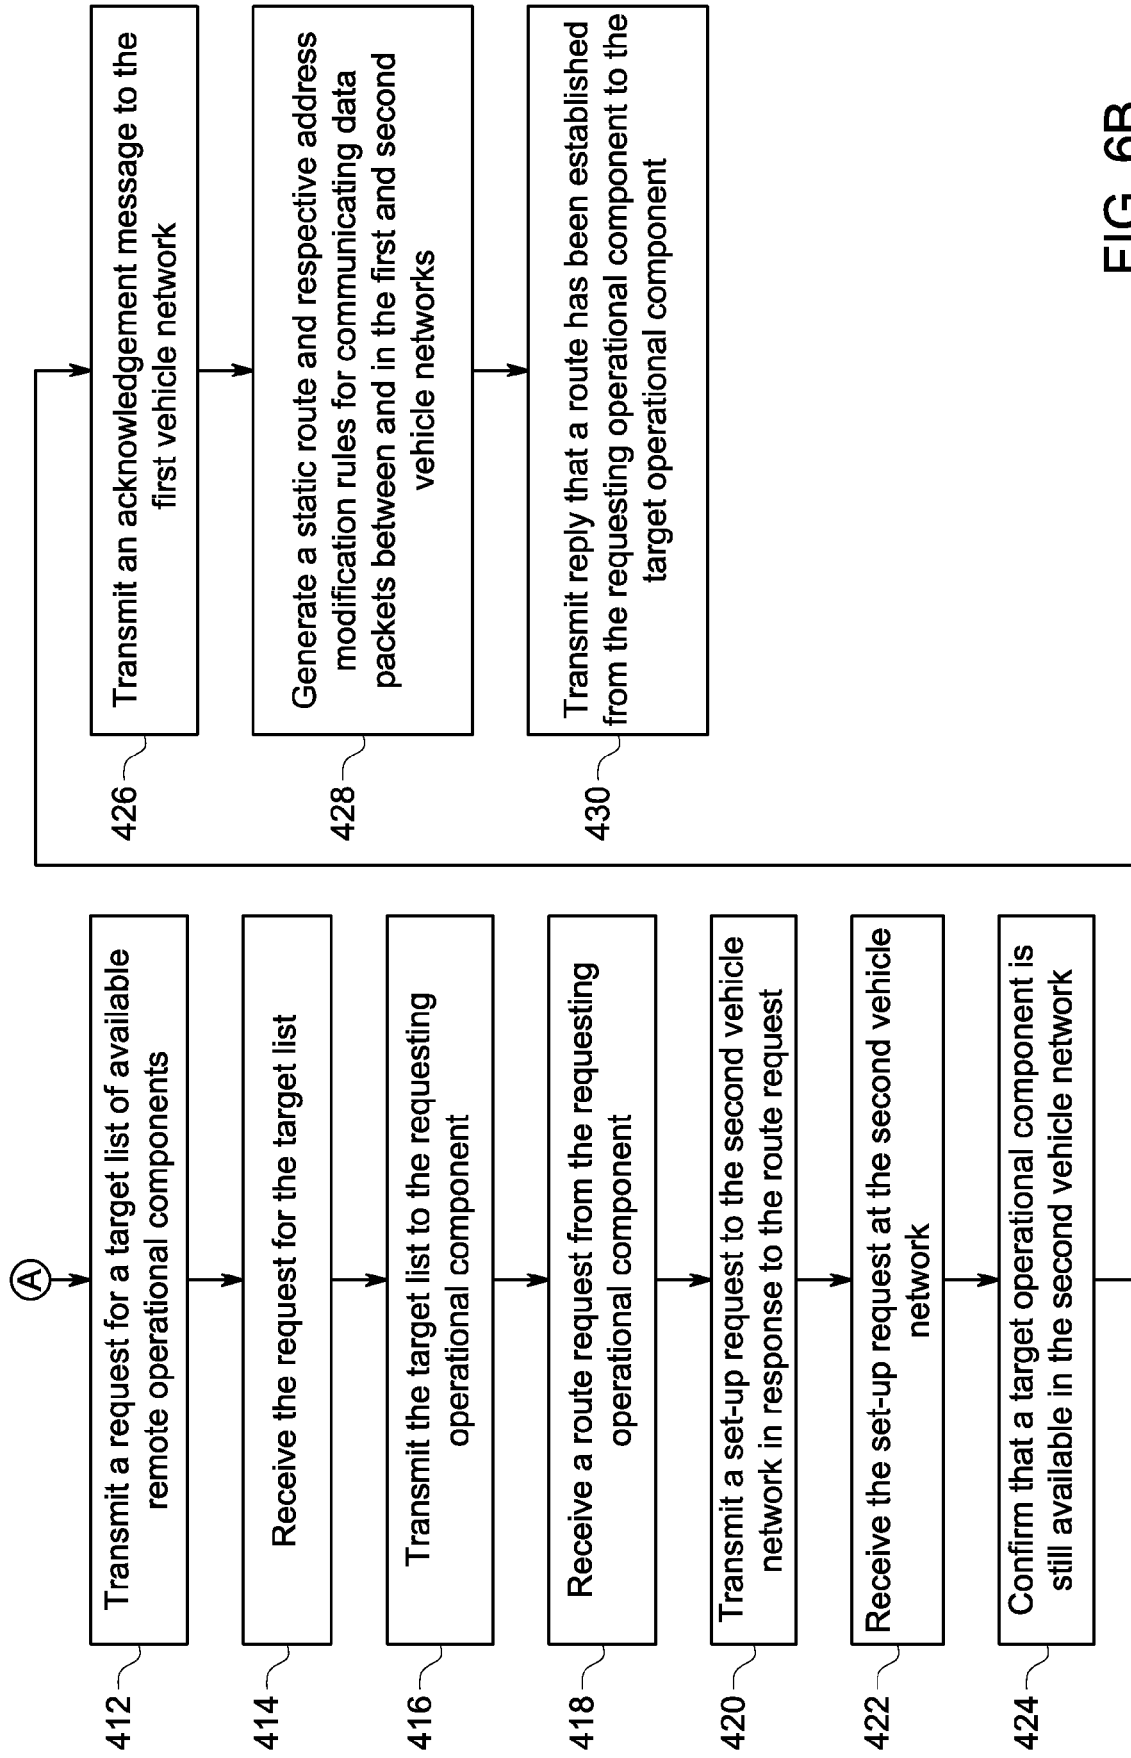 A
412
Transmit a request for a target list of available
remote operational components
414
Receive the request for the target list
416
Transmit the target list to the requesting
operational component
418
Receive a route request from the requesting
operational component
420
Transmit a set-up request to the second vehicle
network in response to the route request
422
Receive the set-up request at the second vehicle
network
424
Confirm that a target operational component is
still available in the second vehicle network
426
Transmit an acknowledgement message to the
first vehicle network
428
Generate a static route and respective address
modification rules for communicating data
packets between and in the first and second
vehicle networks
430
Transmit reply that a route has been established
from the requesting operational component to the
target operational component
FIG. 6B